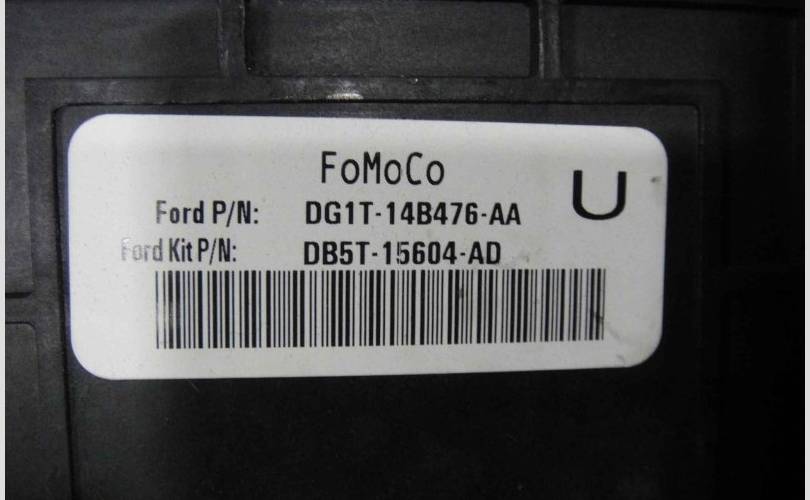 FoMoCo
U
Ford P/N: DG1T-14B476-AA
Ford Kit P/N: DB5T-15604-AD